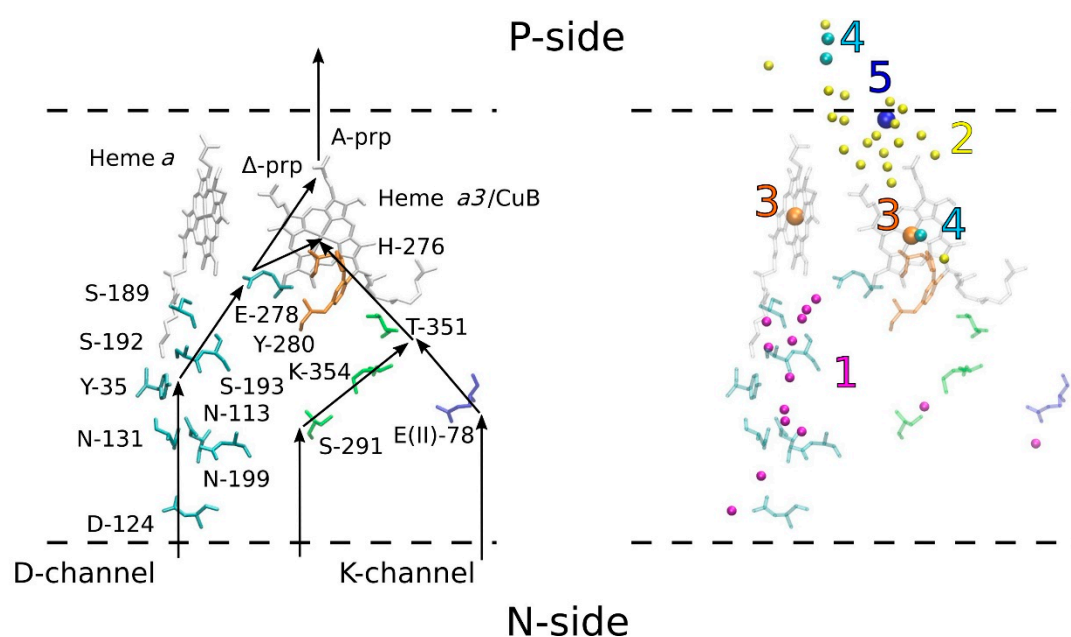 P-side
4
5
A-prp
Heme a
Δ-prp
2
Heme a3/CuB
3
3
4
H-276
S-189
E-278
T-351
S-192
Y-280
K-354
1
Y-35
S-193
N-113
N-131
E(II)-78
S-291
N-199
D-124
D-channel
K-channel
N-side